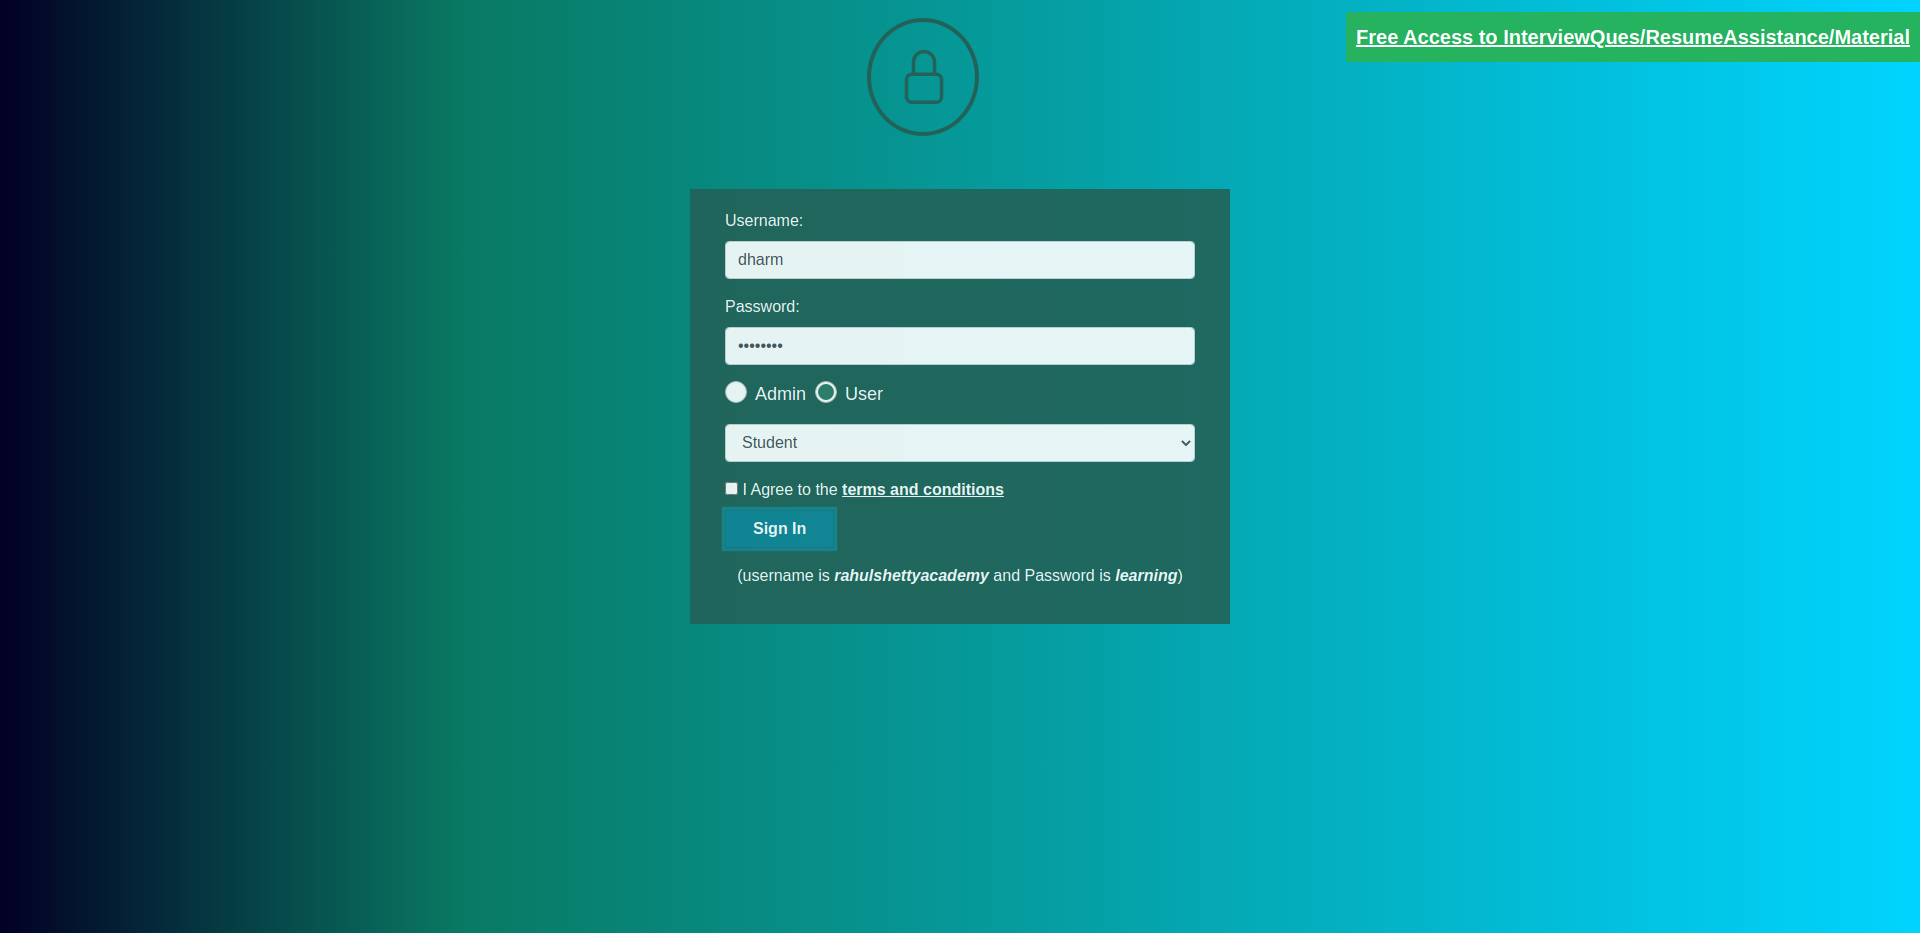 Free Access to InterviewQues/ResumeAssistance/Material
Username:
dharm
Password:
••••••••
Admin User
Student
I Agree to the terms and conditions
Sign In
(username is rahulshettyacademy and Password is learning)